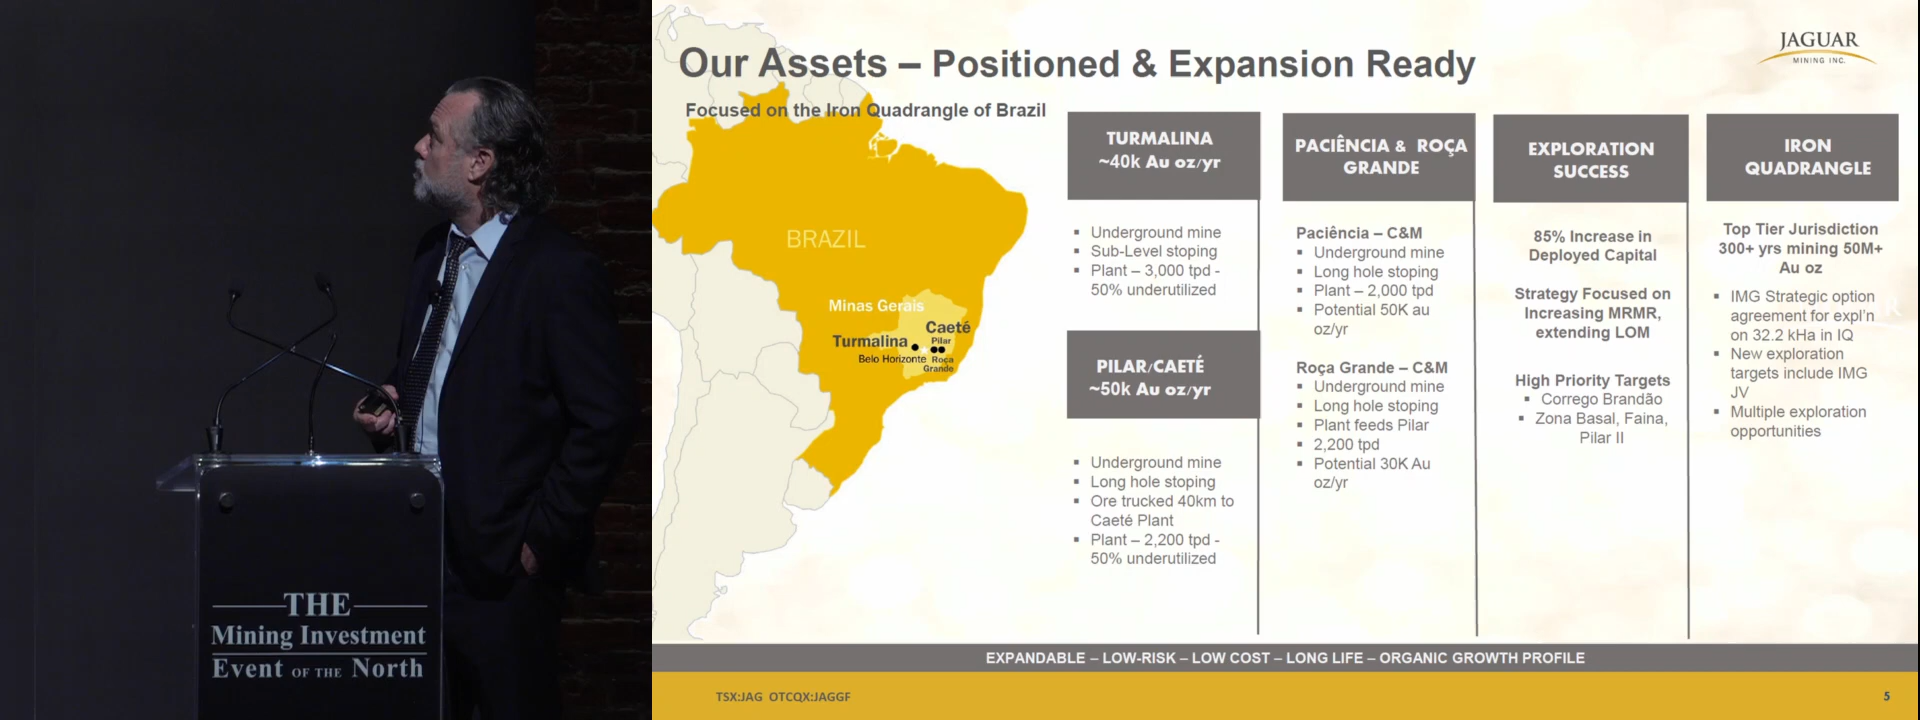 THE
Mining Investment
Event OF THE North
Our Assets – Positioned & Expansion Ready
JAGUAR
MINING INC.
Focused on the Iron Quadrangle of Brazil
BRAZIL
Minas Gerais
Caeté
Turmalina
Pilar
Belo Horizonte
Roça
Grande
TURMALINA
~40k Au oz/yr
▪ Underground mine
▪ Sub-Level stoping
▪ Plant – 3,000 tpd -
50% underutilized
PILAR/CAETÉ
~50k Au oz/yr
▪ Underground mine
▪ Long hole stoping
▪ Ore trucked 40km to
Caeté Plant
▪ Plant – 2,200 tpd -
50% underutilized
PACIÊNCIA & ROÇA
GRANDE
Paciência – C&M
▪ Underground mine
▪ Long hole stoping
▪ Plant – 2,000 tpd
▪ Potential 50K au
oz/yr
Roça Grande – C&M
▪ Underground mine
▪ Long hole stoping
▪ Plant feeds Pilar
▪ 2,200 tpd
▪ Potential 30K Au
oz/yr
EXPLORATION
SUCCESS
85% Increase in
Deployed Capital
Strategy Focused on
Increasing MRMR,
extending LOM
High Priority Targets
▪ Corrego Brandão
▪ Zona Basal, Faina,
Pilar II
IRON
QUADRANGLE
Top Tier Jurisdiction
300+ yrs mining 50M+
Au oz
▪ IMG Strategic option
agreement for expl'n
on 32.2 kHa in IQ
▪ New exploration
targets include IMG
JV
▪ Multiple exploration
opportunities
EXPANDABLE – LOW-RISK – LOW COST – LONG LIFE – ORGANIC GROWTH PROFILE
TSX:JAG OTCQX:JAGGF
5